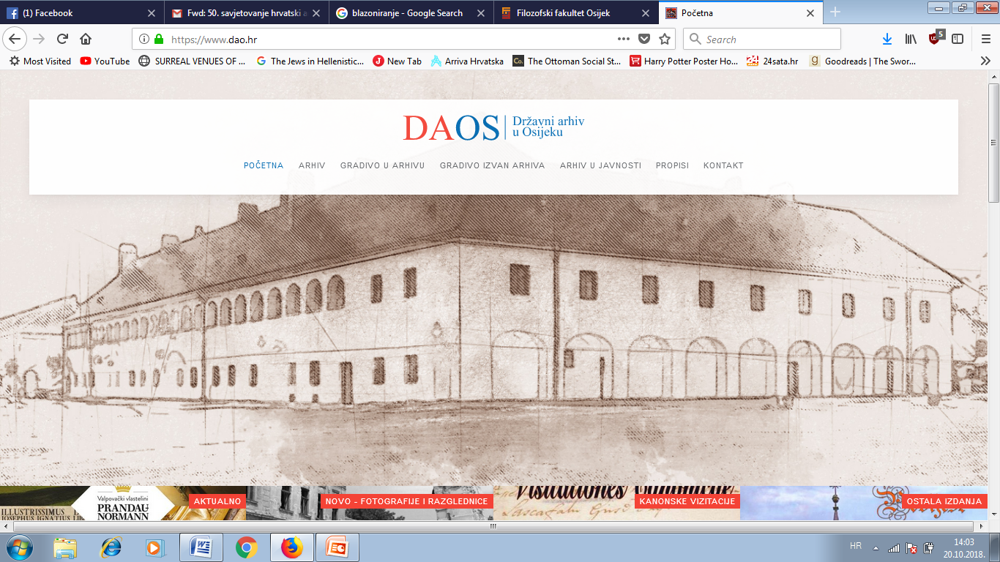 (1) Facebook
Fwd: 50. savjetovanje hrvatski a
blazoniranje - Google Search
Filozofski fakultet Osijek
Početna
https://www.dao.hr
Search
5
Most Visited
YouTube
SURREAL VENUES OF ...
The Jews in Hellenistic...
New Tab
Arriva Hrvatska
Co.
The Ottoman Social St...
Harry Potter Poster Ho...
24sata.hr
Goodreads | The Swor...
DAOS
Državni arhiv
u Osijeku
POČETNA
ARHIV
GRADIVO U ARHIVU
GRADIVO IZVAN ARHIVA
ARHIV U JAVNOSTI
PROPISI
KONTAKT
Valpovački vlastelini
PRANDAU
NORMANN
ILLUSTRISSIMUS
AKTUALNO
NOVO - FOTOGRAFIJE I RAZGLEDNICE
KANONSKE VIZITACIJE
OSTALA IZDANJA
HR
14:03
20.10.2018.